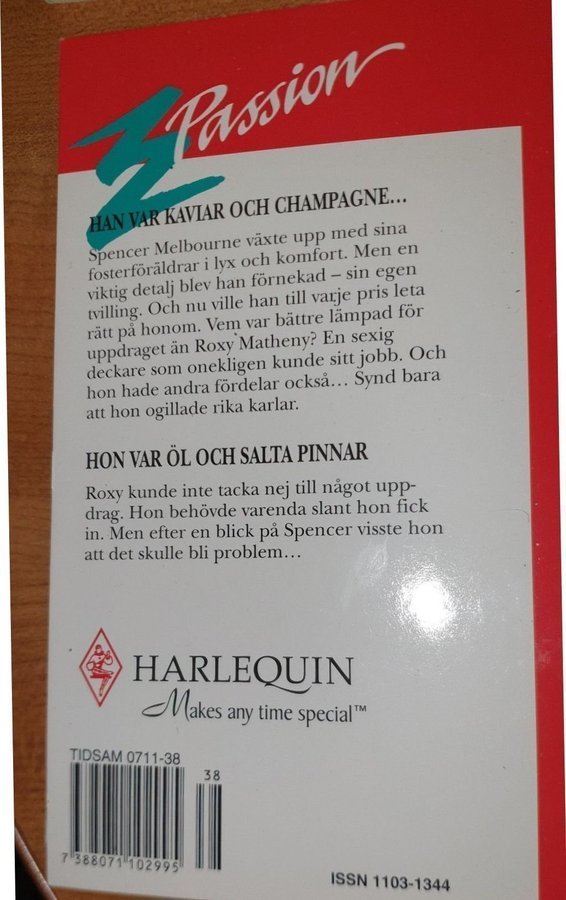 Passion
HAN VAR KAVIAR OCH CHAMPAGNE...
Spencer Melbourne växte upp med sina
fosterföräldrar i lyx och komfort. Men en
viktig detalj blev han förnekad – sin egen
tvilling. Och nu ville han till varje pris leta
rätt på honom. Vem var bättre lämpad för
uppdraget än Roxy Matheny? En sexig
deckare som onekligen kunde sitt jobb. Och
hon hade andra fördelar också... Synd bara
att hon ogillade rika karlar.
HON VAR ÖL OCH SALTA PINNAR
Roxy kunde inte tacka nej till något upp-
drag. Hon behövde varenda slant hon fick
in. Men efter en blick på Spencer visste hon
att det skulle bli problem...
HARLEQUIN
Makes any time special™
TIDSAM 0711-38
38
7 388071 102995
ISSN 1103-1344